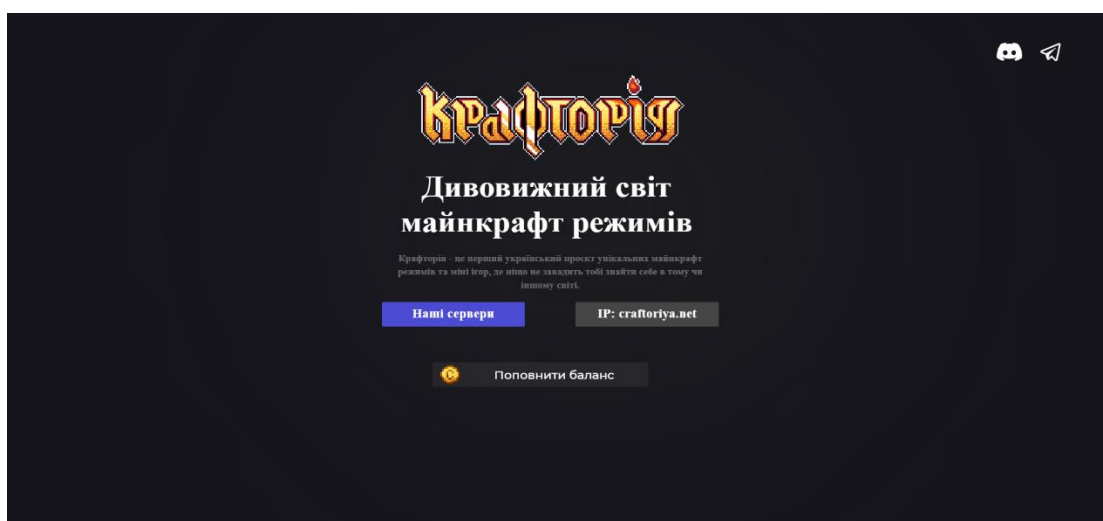 Крафторія
Дивовижний світ
майнкрафт режимів
Крафторія - це перший український проєкт унікальних майнкрафт
режимів та міні ігор, де ніщо не завадить тобі знайти себе в тому чи
іншому світі.
Наші сервери
IP: craftoriya.net
Поповнити баланс